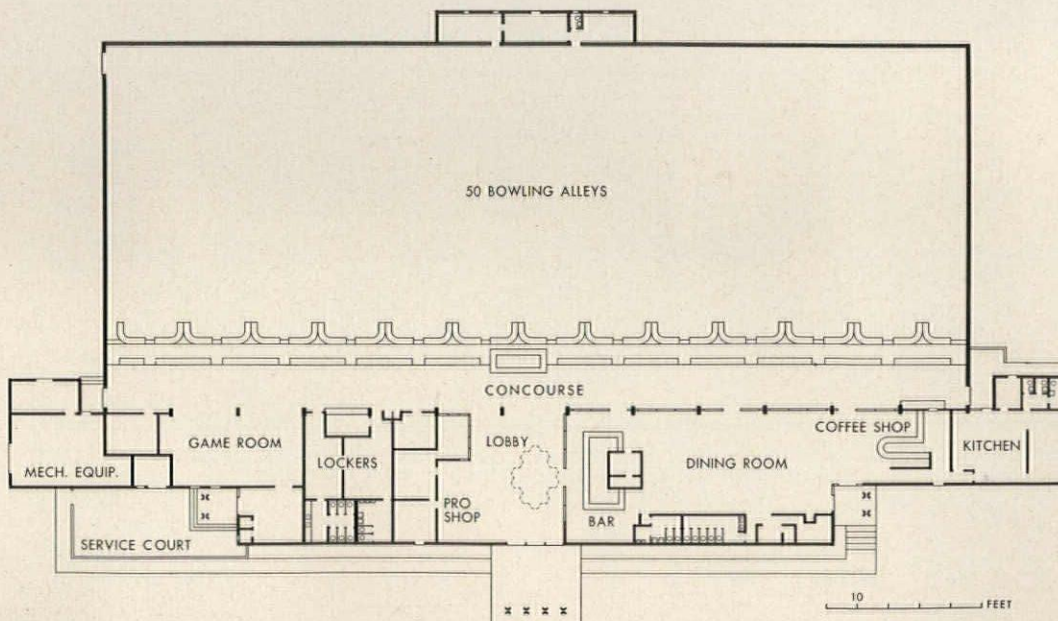 50 BOWLING ALLEYS
CONCOURSE
GAME ROOM
LOBBY
COFFEE SHOP
MECH. EQUIP.
LOCKERS
DINING ROOM
KITCHEN
PRO
SHOP
BAR
SERVICE COURT
10
FEET